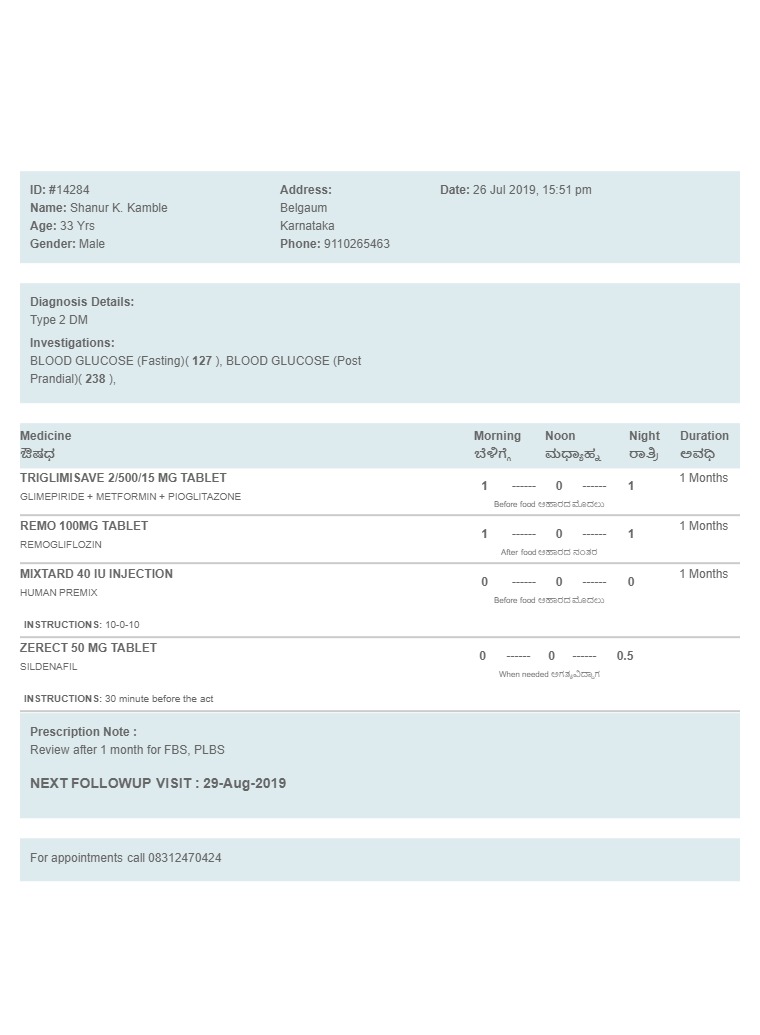 ID: #14284
Name: Shanur K. Kamble
Age: 33 Yrs
Gender: Male
Address:
Belgaum
Karnataka
Phone: 9110265463
Date: 26 Jul 2019, 15:51 pm
Diagnosis Details:
Type 2 DM
Investigations:
BLOOD GLUCOSE (Fasting)( 127 ), BLOOD GLUCOSE (Post
Prandial)( 238 ),
Medicine Morning Noon Night Duration
ಔಷಧ ಬೆಳಿಗ್ಗೆ ಮಧ್ಯಾಹ್ನ ರಾತ್ರಿ ಅವಧಿ
TRIGLIMISAVE 2/500/15 MG TABLET
GLIMEPIRIDE + METFORMIN + PIOGLITAZONE
1 ------ 0 ------ 1
Before food ಆಹಾರದ ಮೊದಲು
1 Months
REMO 100MG TABLET
REMOGLIFLOZIN
1 ------ 0 ------ 1
After food ಆಹಾರದ ನಂತರ
1 Months
MIXTARD 40 IU INJECTION
HUMAN PREMIX
0 ------ 0 ------ 0
Before food ಆಹಾರದ ಮೊದಲು
1 Months
INSTRUCTIONS: 10-0-10
ZERECT 50 MG TABLET
SILDENAFIL
0 ------ 0 ------ 0.5
When needed ಅಗತ್ಯವಿದ್ದಾಗ
INSTRUCTIONS: 30 minute before the act
Prescription Note :
Review after 1 month for FBS, PLBS
NEXT FOLLOWUP VISIT : 29-Aug-2019
For appointments call 08312470424